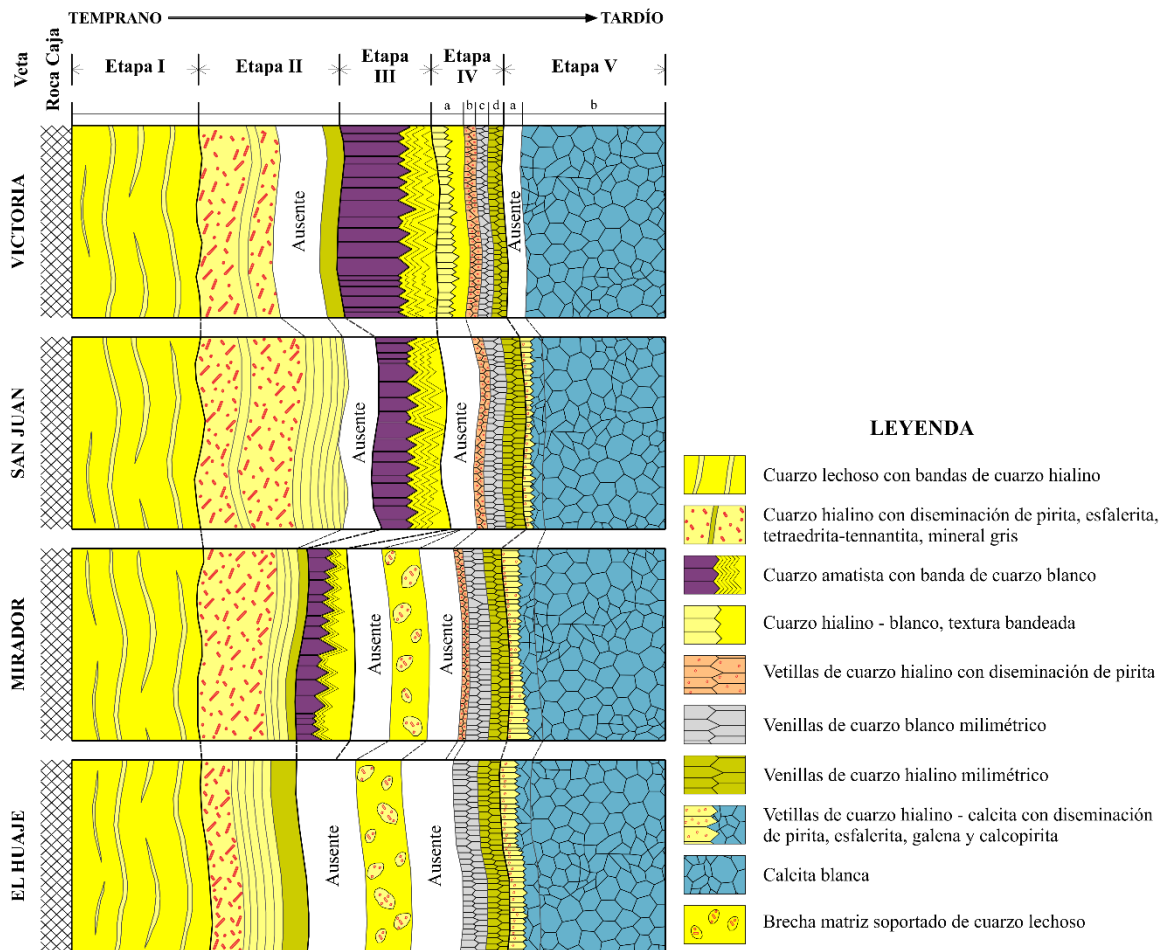 TEMPRANO
TARDÍO
Veta
Roca Caja
Etapa I
Etapa II
Etapa
III
Etapa
IV
Etapa V
a
b
c
d
a
b
VICTORIA
Ausente
Ausente
SAN JUAN
Ausente
Ausente
MIRADOR
Ausente
Ausente
EL HUAJE
Ausente
Ausente
LEYENDA
Cuarzo lechoso con bandas de cuarzo hialino
Cuarzo hialino con diseminación de pirita, esfalerita,
tetraedrita-tennantita, mineral gris
Cuarzo amatista con banda de cuarzo blanco
Cuarzo hialino - blanco, textura bandeada
Vetillas de cuarzo hialino con diseminación de pirita
Venillas de cuarzo blanco milimétrico
Venillas de cuarzo hialino milimétrico
Vetillas de cuarzo hialino - calcita con diseminación
de pirita, esfalerita, galena y calcopirita
Calcita blanca
Brecha matriz soportado de cuarzo lechoso